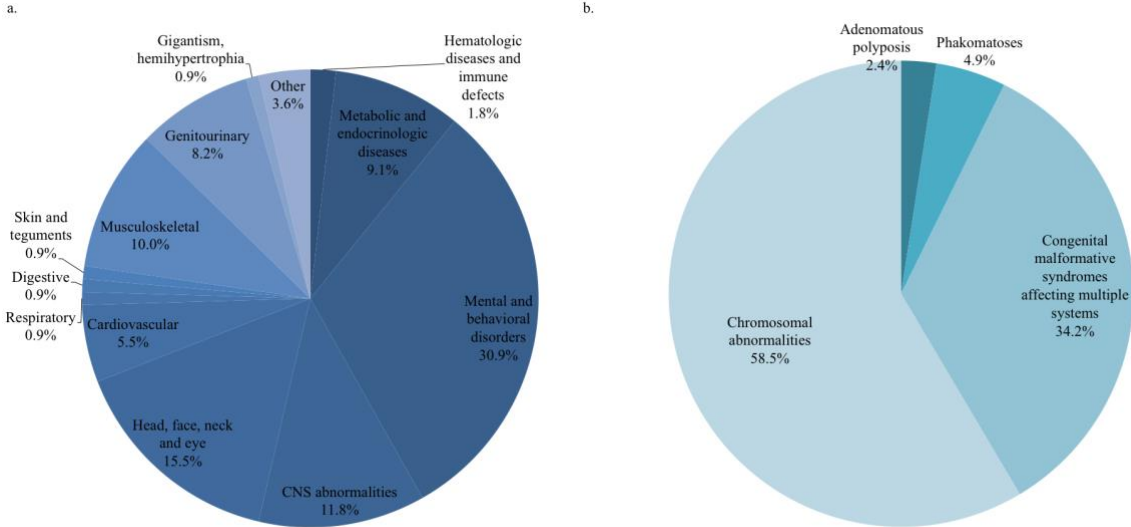 a.
Gigantism,
hemihypertrophia
0.9%
Hematologic
diseases and
immune
defects
1.8%
Other
3.6%
Metabolic and
endocrinologic
diseases
9.1%
Genitourinary
8.2%
Musculoskeletal
10.0%
Skin and
teguments
0.9%
Digestive
0.9%
Respiratory
0.9%
Cardiovascular
5.5%
Mental and
behavioral
disorders
30.9%
Head, face, neck
and eye
15.5%
CNS abnormalities
11.8%
b.
Adenomatous
polyposis
2.4%
Phakomatoses
4.9%
Congenital
malformative
syndromes
affecting multiple
systems
34.2%
Chromosomal
abnormalities
58.5%